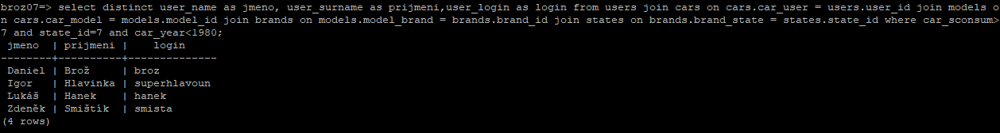 broz07=> select distinct user_name as jmeno, user_surname as prijmeni,user_login as login from users join cars on cars.car_user = users.user_id join models o
n cars.car_model = models.model_id join brands on models.model_brand = brands.brand_id join states on brands.brand_state = states.state_id where car_sconsum>
7 and state_id=7 and car_year<1980;
 jmeno  | prijmeni |    login
--------+----------+-------------
 Daniel | Brož     | broz
 Igor   | Hlavinka | superhlavoun
 Lukáš  | Hanek    | hanek
 Zdeněk | Smištík  | smista
(4 rows)